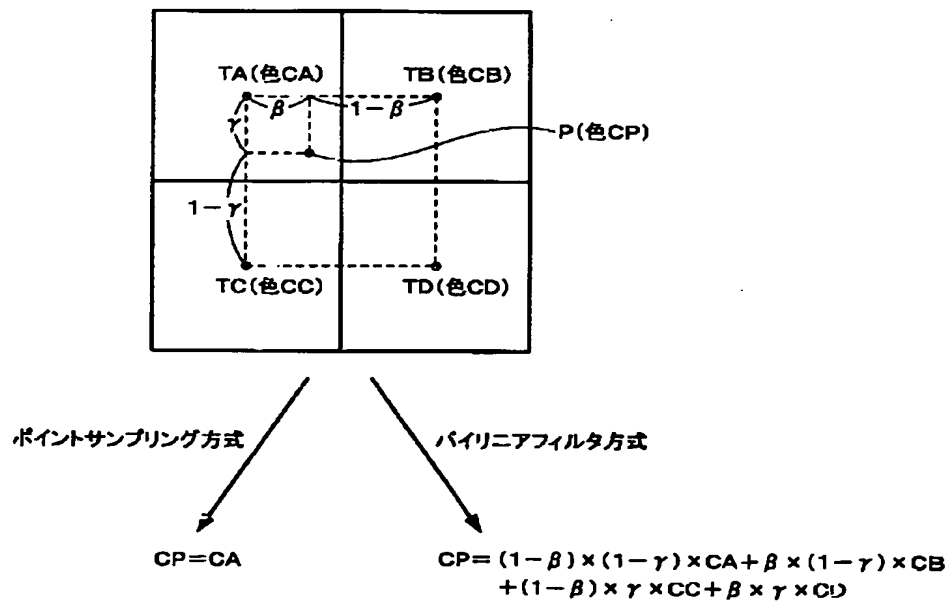 TA(色CA) TB(色CB)
β 1-β
γ
P(色CP)
1-γ
TC(色CC) TD(色CD)
ポイントサンプリング方式 バイリニアフィルタ方式
CP=CA
CP=(1-β)×(1-γ)×CA+β×(1-γ)×CB
+(1-β)×γ×CC+β×γ×CD